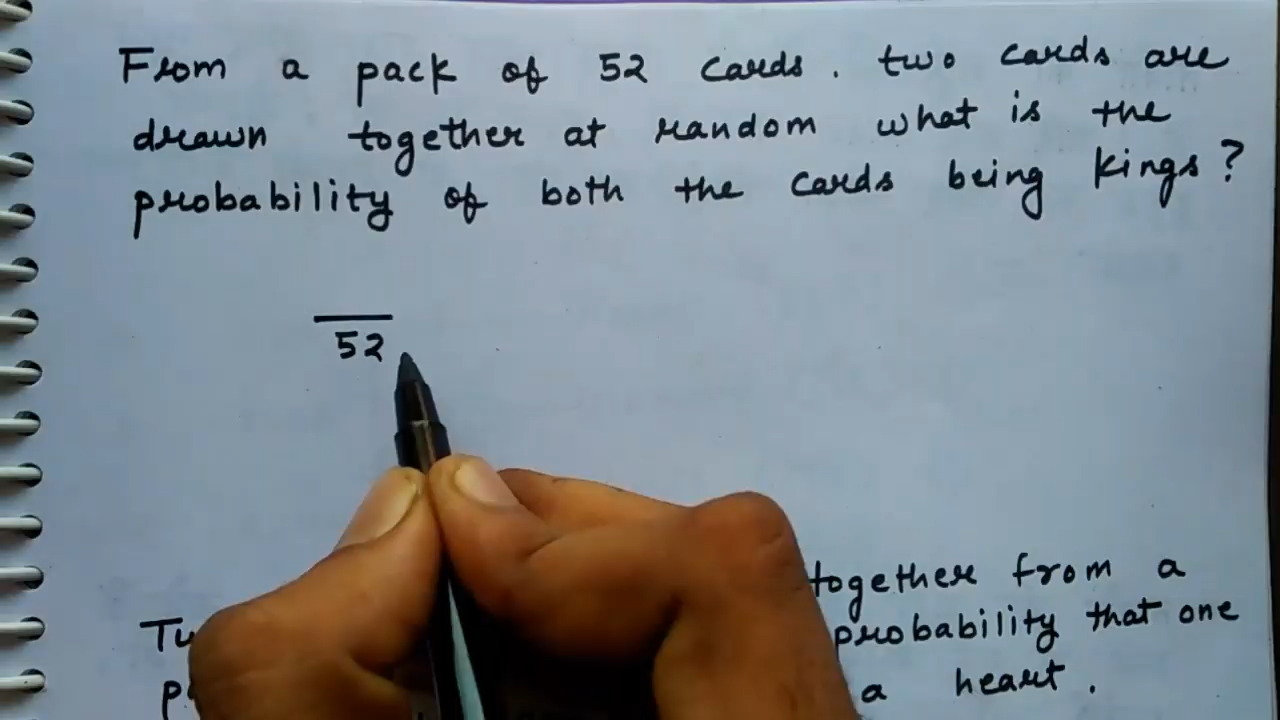 From a pack of 52 cards. two cards are
drawn together at random what is the
probability of both the cards being kings?
52
together from a
probability that one
a heart.